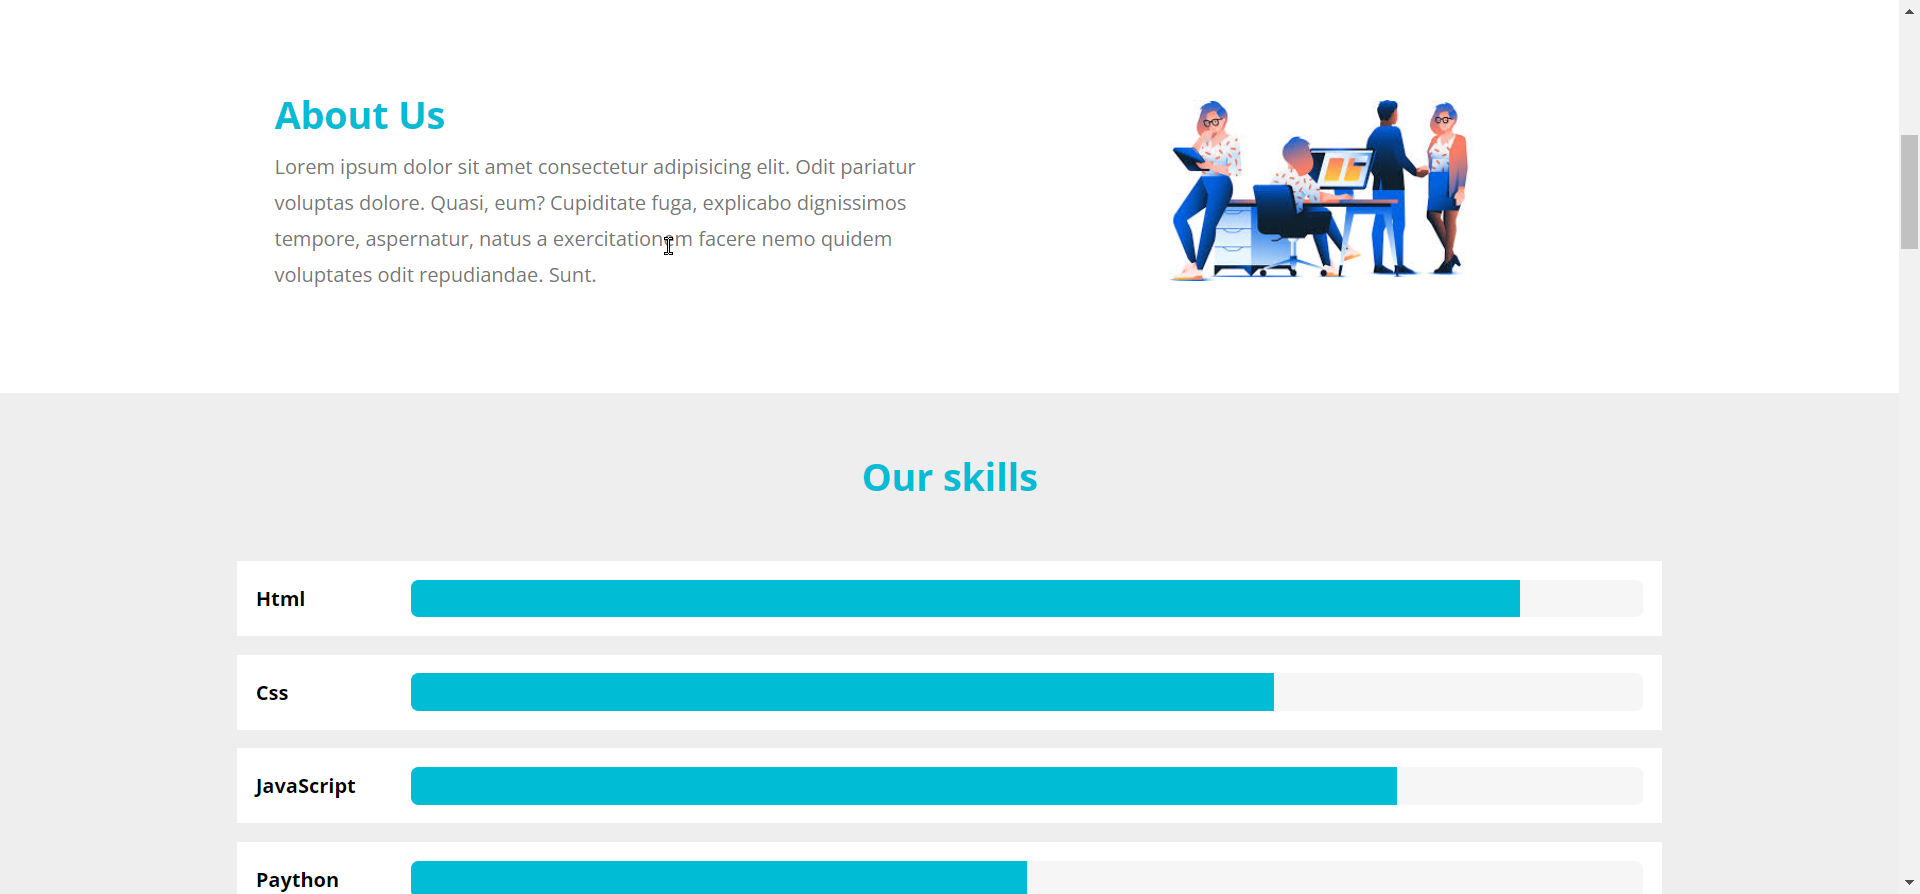 About Us
Lorem ipsum dolor sit amet consectetur adipisicing elit. Odit pariatur
voluptas dolore. Quasi, eum? Cupiditate fuga, explicabo dignissimos
tempore, aspernatur, natus a exercitationem facere nemo quidem
voluptates odit repudiandae. Sunt.
Our skills
Html
Css
JavaScript
Paython